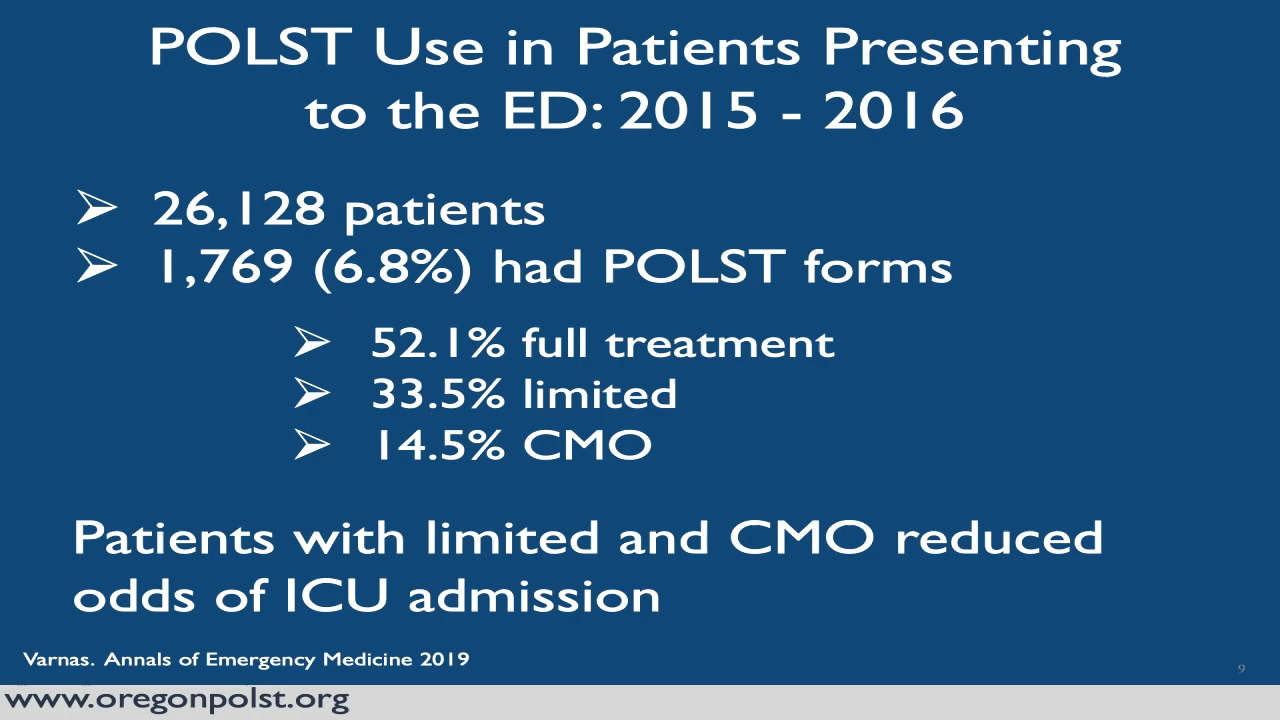 POLST Use in Patients Presenting
to the ED: 2015 - 2016
➢ 26,128 patients
➢ 1,769 (6.8%) had POLST forms
➢ 52.1% full treatment
➢ 33.5% limited
➢ 14.5% CMO
Patients with limited and CMO reduced
odds of ICU admission
Varnas. Annals of Emergency Medicine 2019
9
www.oregonpolst.org